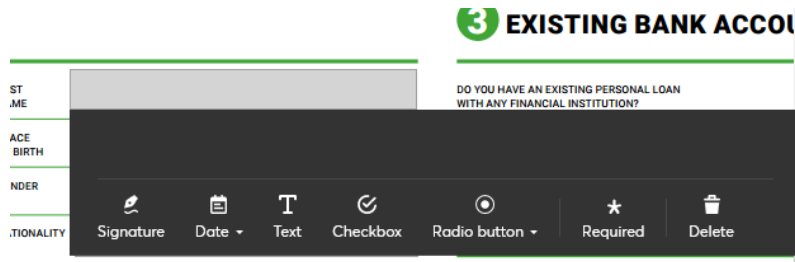 3 EXISTING BANK ACCOU
ST
AME
DO YOU HAVE AN EXISTING PERSONAL LOAN
WITH ANY FINANCIAL INSTITUTION?
ACE
BIRTH
NDER
TIONALITY
Signature Date Text Checkbox Radio button Required Delete